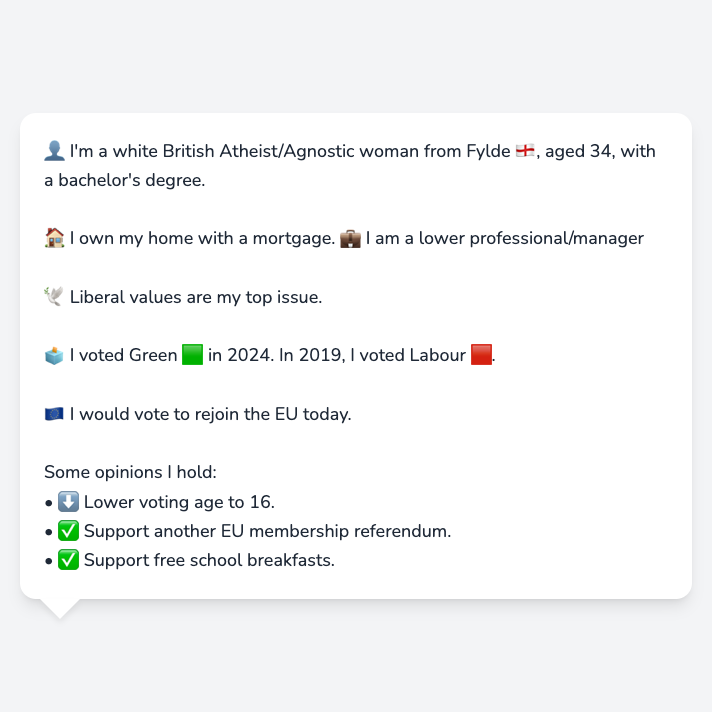 👤 I'm a white British Atheist/Agnostic woman from Fylde 🏴󠁧󠁢󠁥󠁮󠁧󠁿, aged 34, with
a bachelor's degree.
🏠 I own my home with a mortgage. 💼 I am a lower professional/manager
🕊️ Liberal values are my top issue.
🗳️ I voted Green 🟩 in 2024. In 2019, I voted Labour 🟥.
🇪🇺 I would vote to rejoin the EU today.
Some opinions I hold:
• ⬇️ Lower voting age to 16.
• ✅ Support another EU membership referendum.
• ✅ Support free school breakfasts.